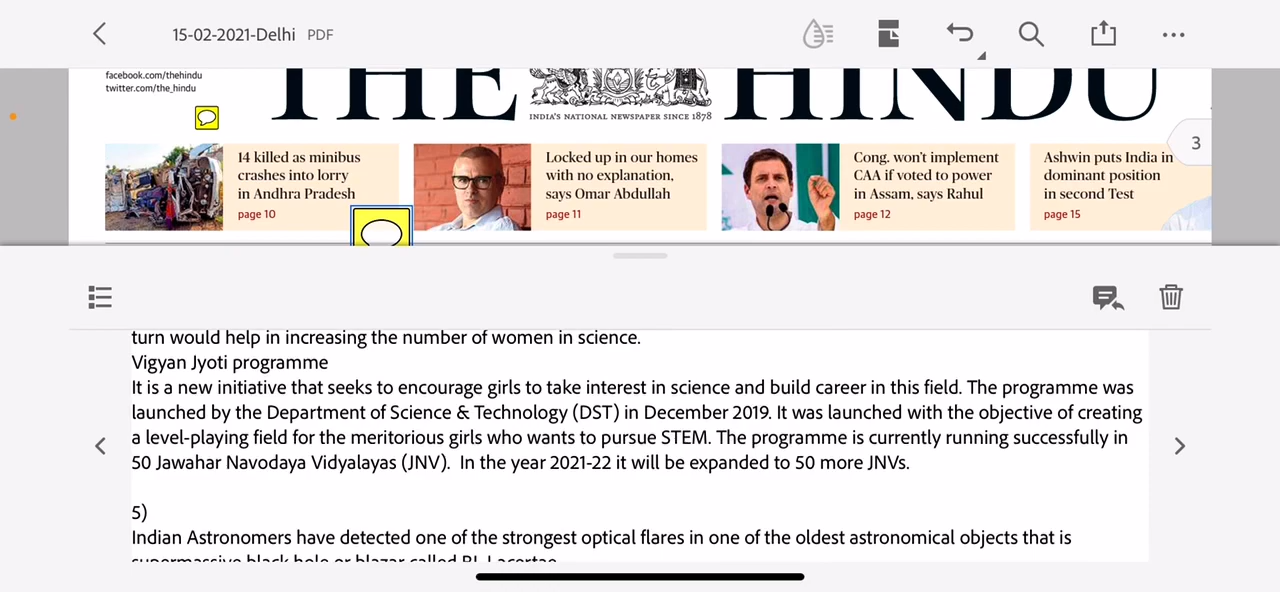 15-02-2021-Delhi PDF
facebook.com/thehindu
twitter.com/the_hindu
THE HINDU
INDIA'S NATIONAL NEWSPAPER SINCE 1878
3
14 killed as minibus
crashes into lorry
in Andhra Pradesh
page 10
Locked up in our homes
with no explanation,
says Omar Abdullah
page 11
Cong. won't implement
CAA if voted to power
in Assam, says Rahul
page 12
Ashwin puts India in
dominant position
in second Test
page 15
turn would help in increasing the number of women in science.
Vigyan Jyoti programme
It is a new initiative that seeks to encourage girls to take interest in science and build career in this field. The programme was
launched by the Department of Science & Technology (DST) in December 2019. It was launched with the objective of creating
a level-playing field for the meritorious girls who wants to pursue STEM. The programme is currently running successfully in
50 Jawahar Navodaya Vidyalayas (JNV).  In the year 2021-22 it will be expanded to 50 more JNVs.
5)
Indian Astronomers have detected one of the strongest optical flares in one of the oldest astronomical objects that is
supermassive black hole or blazar called BL Lacortae